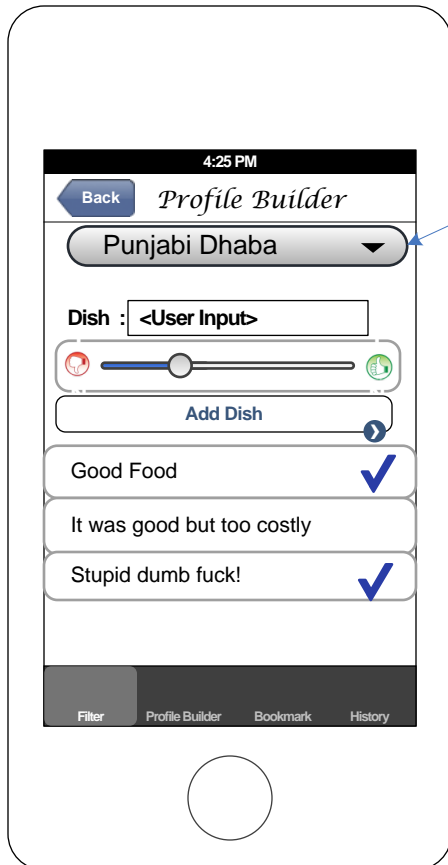 4:25 PM
Back
Profile Builder
Punjabi Dhaba
Dish : <User Input>
Add Dish
Good Food
It was good but too costly
Stupid dumb fuck!
Filter Profile Builder Bookmark History